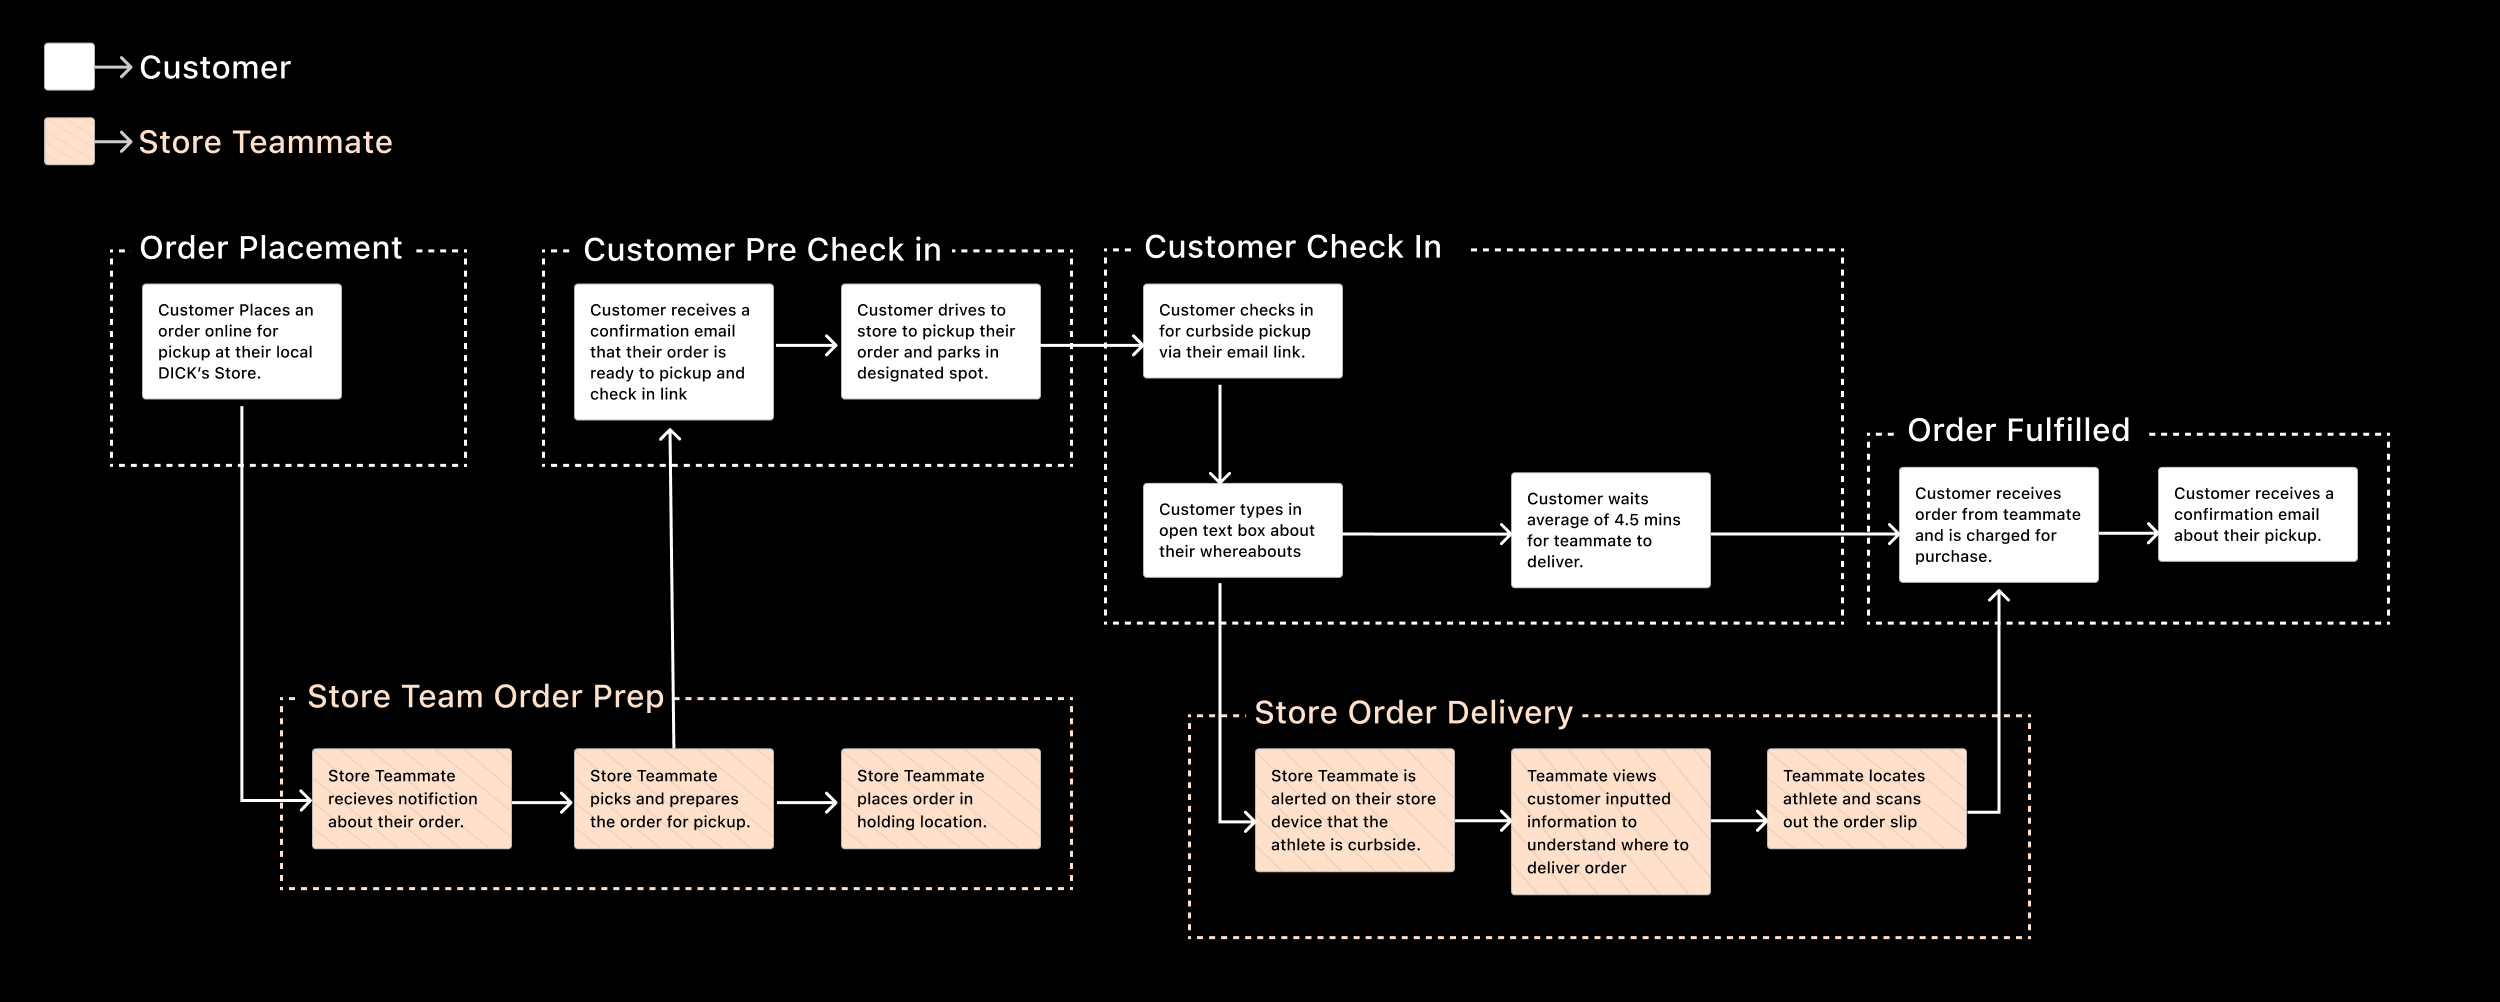 Customer
Store Teammate
Order Placement
Customer Places an
order online for
pickup at their local
DICK’s Store.
Customer Pre Check in
Customer receives a
confirmation email
that their order is
ready to pickup and
check in link
Customer drives to
store to pickup their
order and parks in
designated spot.
Customer Check In
Customer checks in
for curbside pickup
via their email link.
Customer types in
open text box about
their whereabouts
Customer waits
average of 4.5 mins
for teammate to
deliver.
Order Fulfilled
Customer receives
order from teammate
and is charged for
purchase.
Customer receives a
confirmation email
about their pickup.
Store Team Order Prep
Store Teammate
recieves notifiction
about their order.
Store Teammate
picks and prepares
the order for pickup.
Store Teammate
places order in
holding location.
Store Order Delivery
Store Teammate is
alerted on their store
device that the
athlete is curbside.
Teammate views
customer inputted
information to
understand where to
deliver order
Teammate locates
athlete and scans
out the order slip